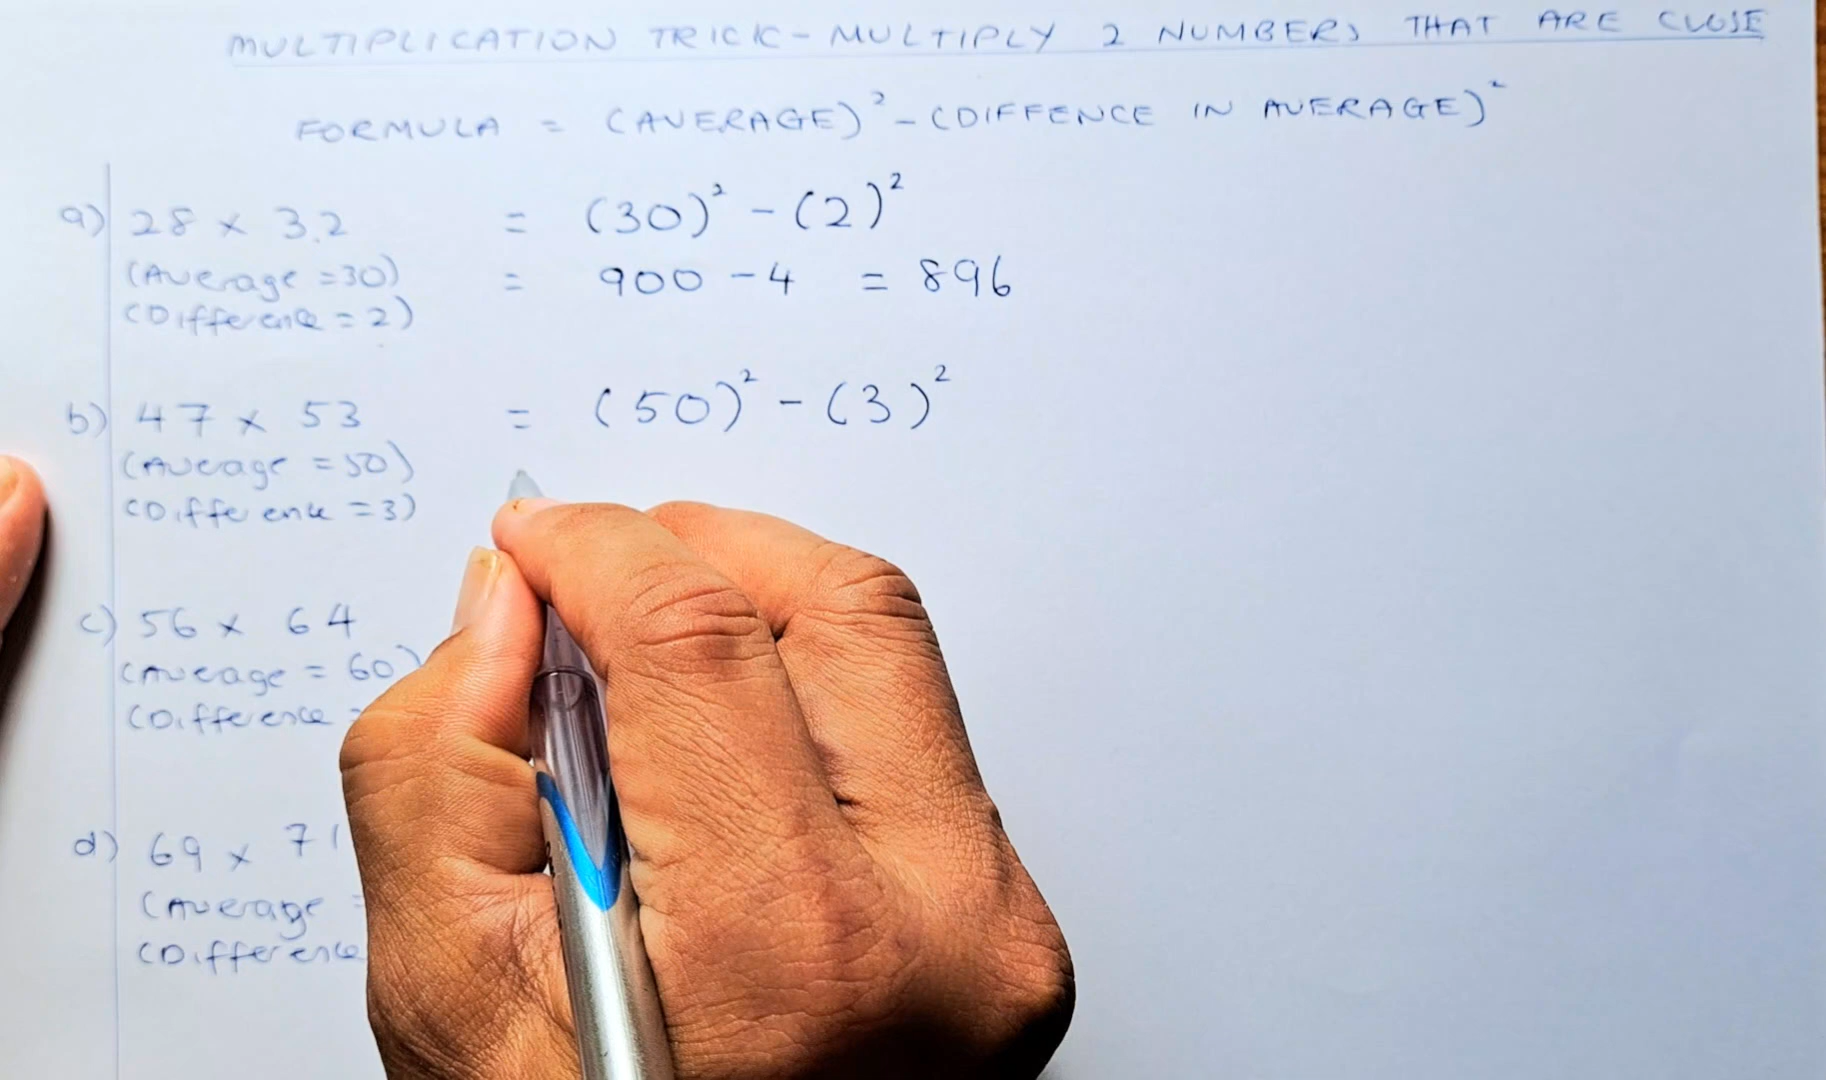 MULTIPLICATION TRICK - MULTIPLY 2 NUMBERS THAT ARE CLOSE
FORMULA = (AVERAGE)² - (DIFFENCE IN AVERAGE)²
a) 28 × 32 = (30)² - (2)²
(Average = 30) = 900 - 4 = 896
(Difference = 2)
b) 47 × 53 = (50)² - (3)²
(Average = 50)
(Difference = 3)
c) 56 × 64
(Average = 60)
(Difference =
d) 69 × 71
(Average =
(Difference